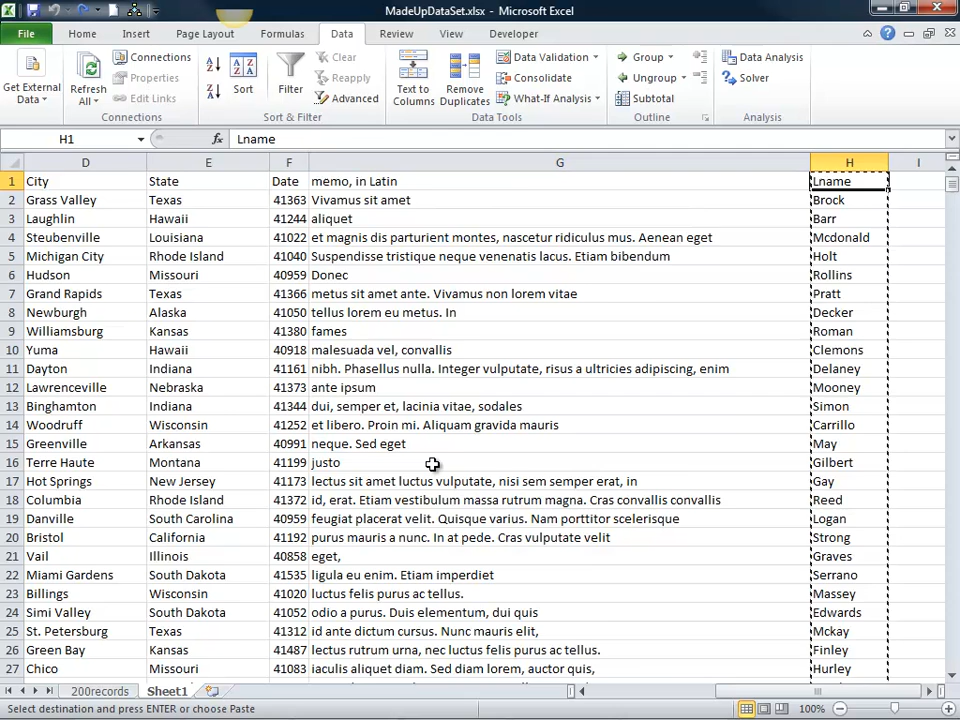 MadeUpDataSet.xlsx - Microsoft Excel
File Home Insert Page Layout Formulas Data Review View Developer
Get External Data
Refresh All
Connections
Properties
Edit Links
Connections
Sort
Filter
Clear
Reapply
Advanced
Sort & Filter
Text to Columns
Remove Duplicates
Data Validation
Consolidate
What-If Analysis
Data Tools
Group
Ungroup
Subtotal
Outline
Data Analysis
Solver
Analysis
H1 fx Lname
D E F G H I
1 City State Date memo, in Latin Lname
2 Grass Valley Texas 41363 Vivamus sit amet Brock
3 Laughlin Hawaii 41244 aliquet Barr
4 Steubenville Louisiana 41022 et magnis dis parturient montes, nascetur ridiculus mus. Aenean eget Mcdonald
5 Michigan City Rhode Island 41040 Suspendisse tristique neque venenatis lacus. Etiam bibendum Holt
6 Hudson Missouri 40959 Donec Rollins
7 Grand Rapids Texas 41366 metus sit amet ante. Vivamus non lorem vitae Pratt
8 Newburgh Alaska 41050 tellus lorem eu metus. In Decker
9 Williamsburg Kansas 41380 fames Roman
10 Yuma Hawaii 40918 malesuada vel, convallis Clemons
11 Dayton Indiana 41161 nibh. Phasellus nulla. Integer vulputate, risus a ultricies adipiscing, enim Delaney
12 Lawrenceville Nebraska 41373 ante ipsum Mooney
13 Binghamton Indiana 41344 dui, semper et, lacinia vitae, sodales Simon
14 Woodruff Wisconsin 41252 et libero. Proin mi. Aliquam gravida mauris Carrillo
15 Greenville Arkansas 40991 neque. Sed eget May
16 Terre Haute Montana 41199 justo Gilbert
17 Hot Springs New Jersey 41173 lectus sit amet luctus vulputate, nisi sem semper erat, in Gay
18 Columbia Rhode Island 41372 id, erat. Etiam vestibulum massa rutrum magna. Cras convallis convallis Reed
19 Danville South Carolina 40959 feugiat placerat velit. Quisque varius. Nam porttitor scelerisque Logan
20 Bristol California 41192 purus mauris a nunc. In at pede. Cras vulputate velit Strong
21 Vail Illinois 40858 eget, Graves
22 Miami Gardens South Dakota 41535 ligula eu enim. Etiam imperdiet Serrano
23 Billings Wisconsin 41020 luctus felis purus ac tellus. Massey
24 Simi Valley South Dakota 41052 odio a purus. Duis elementum, dui quis Edwards
25 St. Petersburg Texas 41312 id ante dictum cursus. Nunc mauris elit, Mckay
26 Green Bay Kansas 41487 lectus rutrum urna, nec luctus felis purus ac tellus. Finley
27 Chico Missouri 41083 iaculis aliquet diam. Sed diam lorem, auctor quis, Hurley
200records Sheet1
Select destination and press ENTER or choose Paste 100%